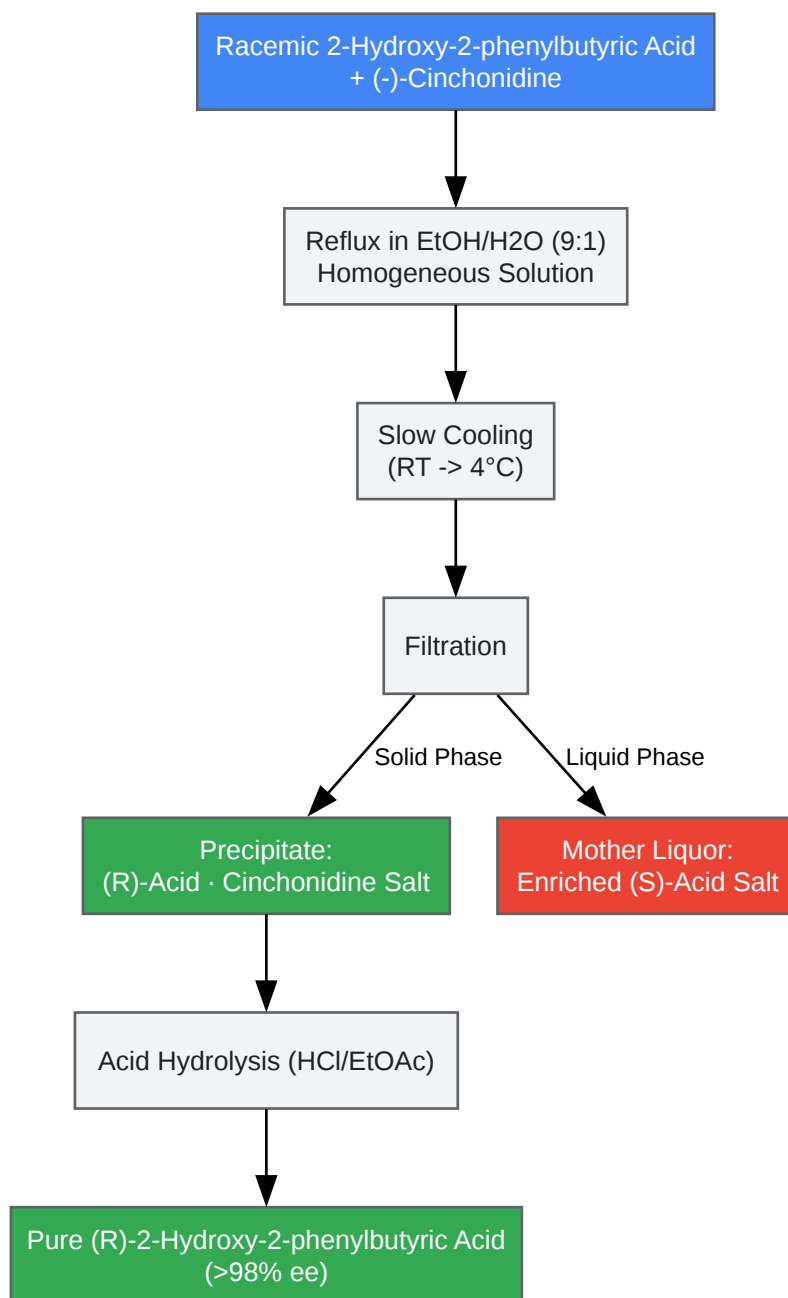 Racemic 2-Hydroxy-2-phenylbutyric Acid
+ (-)-Cinchonidine
Reflux in EtOH/H2O (9:1)
Homogeneous Solution
Slow Cooling
(RT -> 4°C)
Filtration
Solid Phase
Liquid Phase
Precipitate:
(R)-Acid · Cinchonidine Salt
Mother Liquor:
Enriched (S)-Acid Salt
Acid Hydrolysis (HCl/EtOAc)
Pure (R)-2-Hydroxy-2-phenylbutyric Acid
(>98% ee)